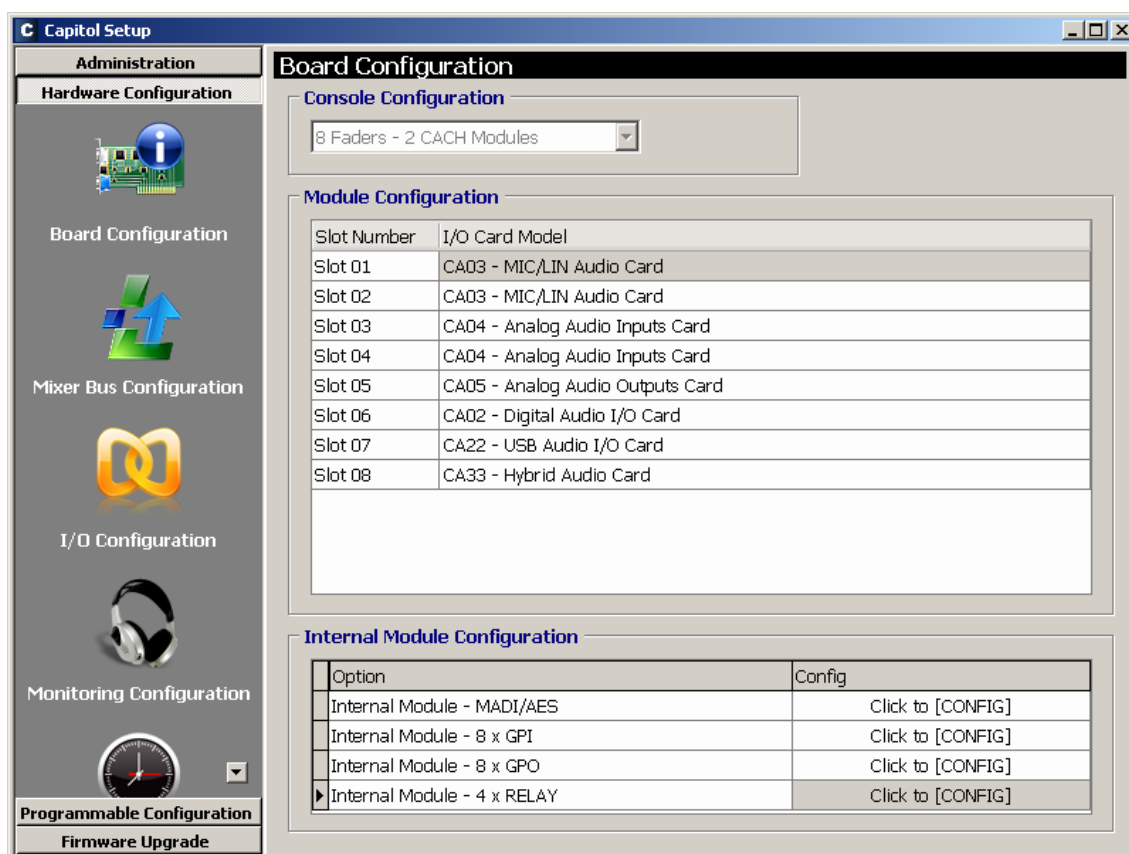 C Capitol Setup
Administration
Hardware Configuration
Board Configuration
Mixer Bus Configuration
I/O Configuration
Monitoring Configuration
Programmable Configuration
Firmware Upgrade
Board Configuration
Console Configuration
8 Faders - 2 CACH Modules
Module Configuration
Slot Number I/O Card Model
Slot 01 CA03 - MIC/LIN Audio Card
Slot 02 CA03 - MIC/LIN Audio Card
Slot 03 CA04 - Analog Audio Inputs Card
Slot 04 CA04 - Analog Audio Inputs Card
Slot 05 CA05 - Analog Audio Outputs Card
Slot 06 CA02 - Digital Audio I/O Card
Slot 07 CA22 - USB Audio I/O Card
Slot 08 CA33 - Hybrid Audio Card
Internal Module Configuration
Option Config
Internal Module - MADI/AES Click to [CONFIG]
Internal Module - 8 x GPI Click to [CONFIG]
Internal Module - 8 x GPO Click to [CONFIG]
Internal Module - 4 x RELAY Click to [CONFIG]